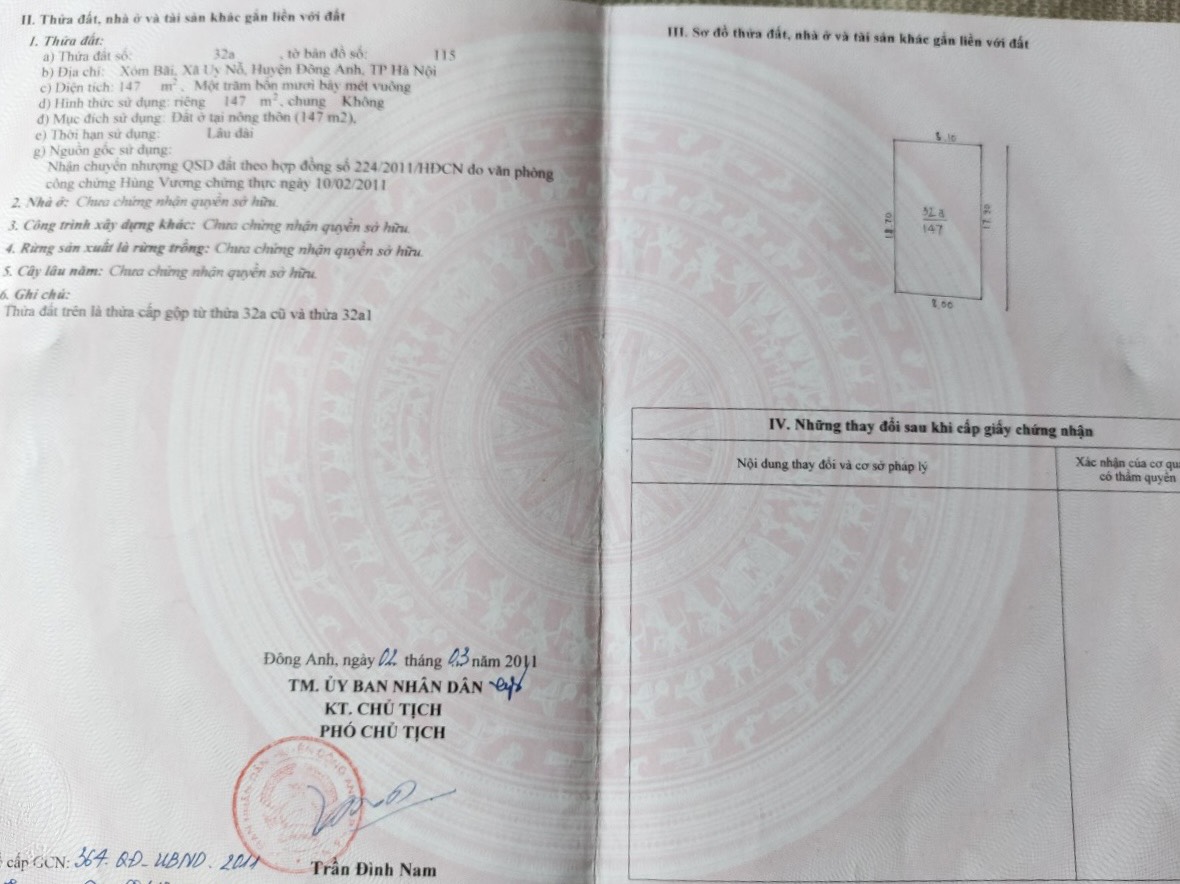 II. Thửa đất, nhà ở và tài sản khác gắn liền với đất
1. Thửa đất:
a) Thửa đất số: 32a , tờ bản đồ số: 115
b) Địa chỉ: Xóm Bãi, Xã Uy Nỗ, Huyện Đông Anh, TP Hà Nội
c) Diện tích: 147 m², Một trăm bốn mươi bảy mét vuông
d) Hình thức sử dụng: riêng 147 m², chung Không
đ) Mục đích sử dụng: Đất ở tại nông thôn (147 m2),
e) Thời hạn sử dụng: Lâu dài
g) Nguồn gốc sử dụng:
Nhận chuyển nhượng QSD đất theo hợp đồng số 224/2011/HĐCN do văn phòng
công chứng Hùng Vương chứng thực ngày 10/02/2011
2. Nhà ở: Chưa chứng nhận quyền sở hữu.
3. Công trình xây dựng khác: Chưa chứng nhận quyền sở hữu.
4. Rừng sản xuất là rừng trồng: Chưa chứng nhận quyền sở hữu.
5. Cây lâu năm: Chưa chứng nhận quyền sở hữu.
6. Ghi chú:
Thửa đất trên là thửa cấp gộp từ thửa 32a cũ và thửa 32a1
Đông Anh, ngày 02 tháng 03 năm 2011
TM. ỦY BAN NHÂN DÂN
KT. CHỦ TỊCH
PHÓ CHỦ TỊCH
Trần Đình Nam
cấp GCN: 364. QĐ-UBND. 2011
III. Sơ đồ thửa đất, nhà ở và tài sản khác gắn liền với đất
8,10
32a
147
18.70
17.70
8,00
IV. Những thay đổi sau khi cấp giấy chứng nhận
Nội dung thay đổi và cơ sở pháp lý
Xác nhận của cơ qu
có thẩm quyền